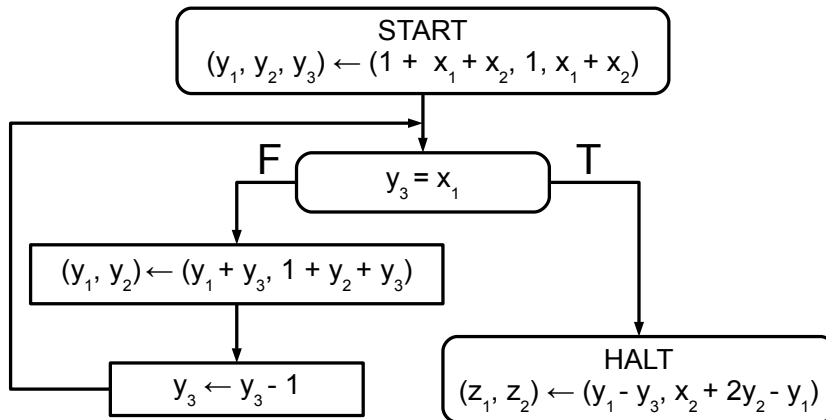 START
(y₁, y₂, y₃) ← (1 + x₁ + x₂, 1, x₁ + x₂)
F
T
y₃ = x₁
(y₁, y₂) ← (y₁ + y₃, 1 + y₂ + y₃)
y₃ ← y₃ - 1
HALT
(z₁, z₂) ← (y₁ - y₃, x₂ + 2y₂ - y₁)